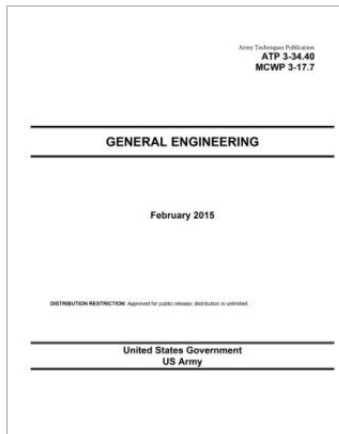 Army Techniques Publication
ATP 3-34.40
MCWP 3-17.7
GENERAL ENGINEERING
February 2015
DISTRIBUTION RESTRICTION: Approved for public release; distribution is unlimited.
United States Government
US Army